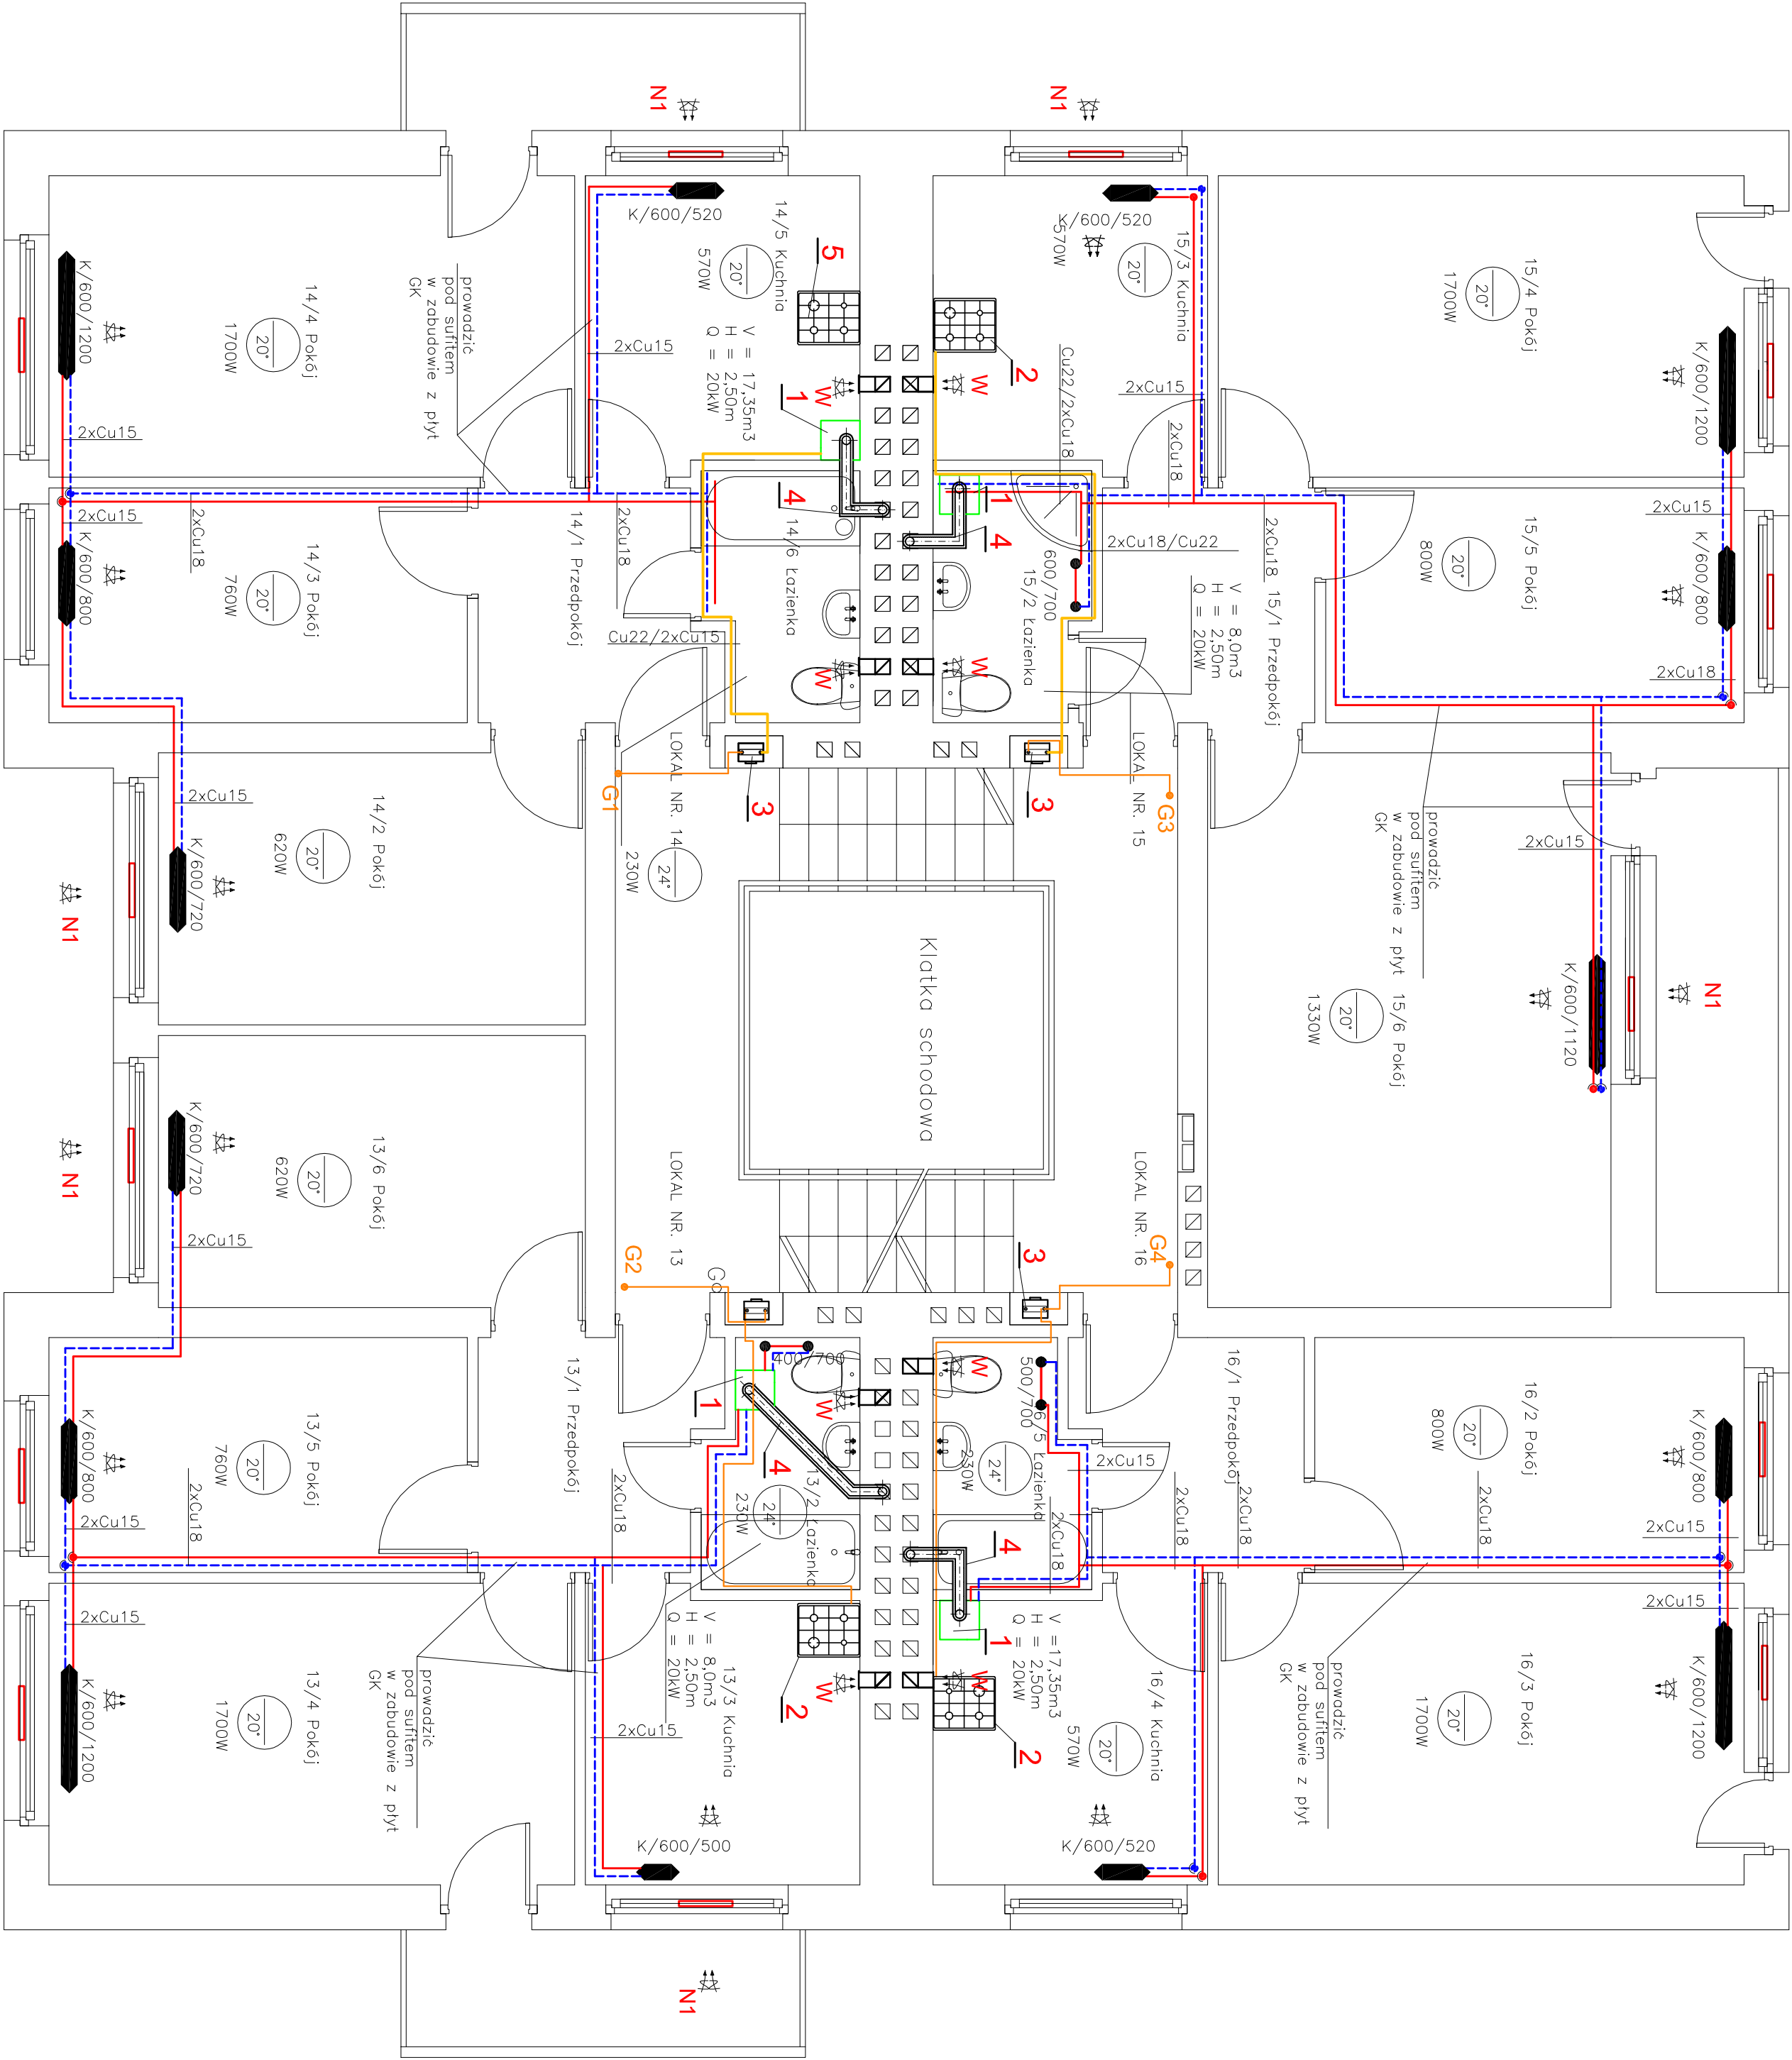 N1
N1
K/600/520
14/5 Kuchnia
20°
570W
5
V = 17,35m3
H = 2,50m
Q = 20kW
K/600/520
15/3 Kuchnia
20°
570W
15/4 Pokój
20°
1700W
K/600/1200
K/600/1200
14/4 Pokój
20°
1700W
prowadzić
pod sufitem
w zabudowie z płyt
GK
2xCu15
2xCu15
W
W
1
2
Cu22/2xCu18
2xCu15
2xCu18
2xCu15
K/600/800
2xCu15
2xCu18
14/3 Pokój
20°
760W
14/1 Przedpokój
2xCu18
Cu22/2xCu15
4
14/6 Łazienka
W
1
4
2xCu18/Cu22
600/700
15/2 Łazienka
W
V = 8,0m3
H = 2,50m
Q = 20kW
2xCu18
15/1 Przedpokój
15/5 Pokój
20°
800W
K/600/800
2xCu18
2xCu15
14/2 Pokój
20°
620W
K/600/720
G1
LOKAL NR. 14
24°
230W
3
3
LOKAL NR. 15
G3
prowadzić
pod sufitem
w zabudowie z płyt
GK
2xCu15
N1
N1
Klatka schodowa
15/6 Pokój
20°
1330W
K/600/1120
N1
K/600/720
13/6 Pokój
20°
620W
2xCu15
LOKAL NR. 13
G2
LOKAL NR. 16
G4
3
400/700
1
W
4
13/2 Łazienka
24°
230W
W
500/700
16/5 Łazienka
24°
230W
2xCu15
2xCu18
4
16/1 Przedpokój
2xCu18
2xCu18
16/2 Pokój
20°
800W
2xCu18
K/600/800
2xCu15
2xCu15
K/600/800
2xCu15
2xCu18
13/5 Pokój
20°
760W
13/1 Przedpokój
2xCu18
2xCu15
K/600/1200
13/4 Pokój
20°
1700W
prowadzić
pod sufitem
w zabudowie z płyt
GK
V = 8,0m3
H = 2,50m
Q = 20kW
13/3 Kuchnia
2xCu15
2
W
K/600/500
1
V =17,35m3
H = 2,50m
Q = 20kW
W
2
16/4 Kuchnia
20°
570W
K/600/520
prowadzić
pod sufitem
w zabudowie z płyt
GK
16/3 Pokój
20°
1700W
K/600/1200
N1